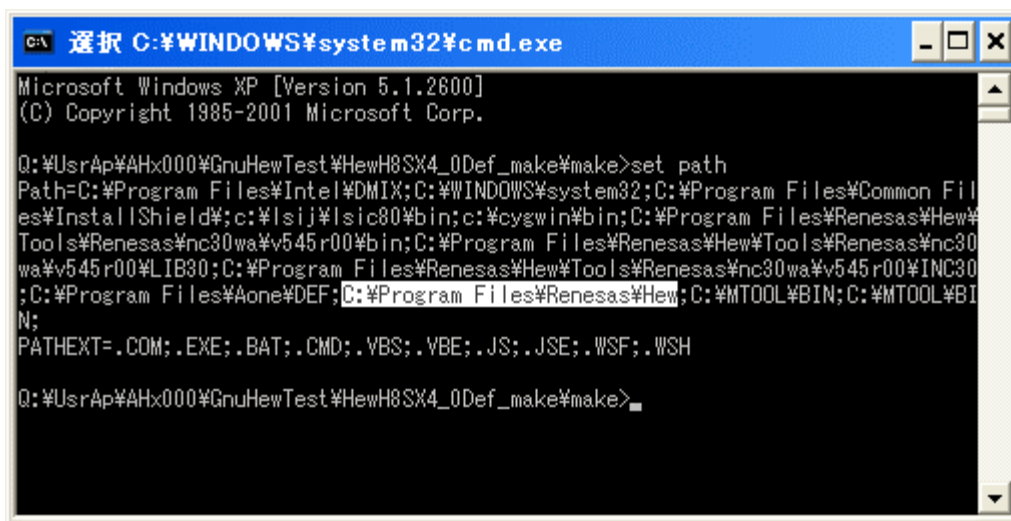 選択 C:¥WINDOWS¥system32¥cmd.exe
Microsoft Windows XP [Version 5.1.2600]
(C) Copyright 1985-2001 Microsoft Corp.
Q:¥UsrAp¥AHx000¥GnuHewTest¥HewH8SX4_0Def_make¥make>set path
Path=C:¥Program Files¥Intel¥DMIX;C:¥WINDOWS¥system32;C:¥Program Files¥Common Fil
es¥InstallShield¥;c:¥lsij¥lsic80¥bin;c:¥cygwin¥bin;C:¥Program Files¥Renesas¥Hew¥
Tools¥Renesas¥nc30wa¥v545r00¥bin;C:¥Program Files¥Renesas¥Hew¥Tools¥Renesas¥nc30
wa¥v545r00¥LIB30;C:¥Program Files¥Renesas¥Hew¥Tools¥Renesas¥nc30wa¥v545r00¥INC30
;C:¥Program Files¥Aone¥DEF;C:¥Program Files¥Renesas¥Hew;C:¥MTOOL¥BIN;C:¥MTOOL¥BI
N;
PATHEXT=.COM;.EXE;.BAT;.CMD;.VBS;.VBE;.JS;.JSE;.WSF;.WSH
Q:¥UsrAp¥AHx000¥GnuHewTest¥HewH8SX4_0Def_make¥make>